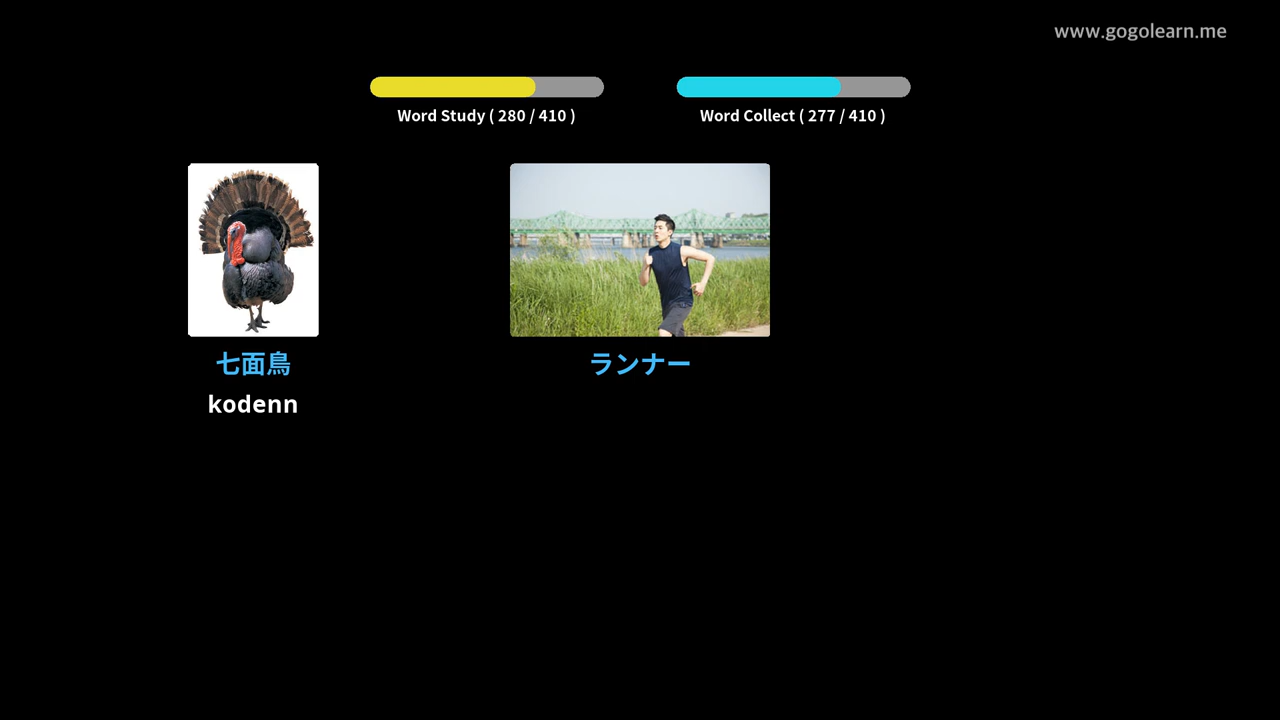 www.gogolearn.me
Word Study ( 280 / 410 )
Word Collect ( 277 / 410 )
七面鳥
ランナー
kodenn